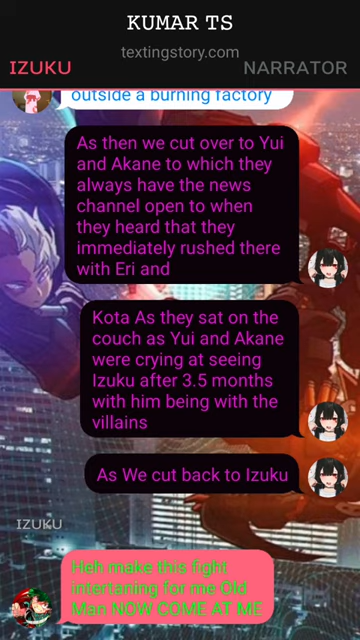 KUMAR TS
textingstory.com
IZUKU
NARRATOR
outside a burning factory
As then we cut over to Yui
and Akane to which they
always have the news
channel open to when
they heard that they
immediately rushed there
with Eri and
Kota As they sat on the
couch as Yui and Akane
were crying at seeing
Izuku after 3.5 months
with him being with the
villains
As We cut back to Izuku
IZUKU
Heh make this fight
intertaning for me Old
Man NOW COME AT ME